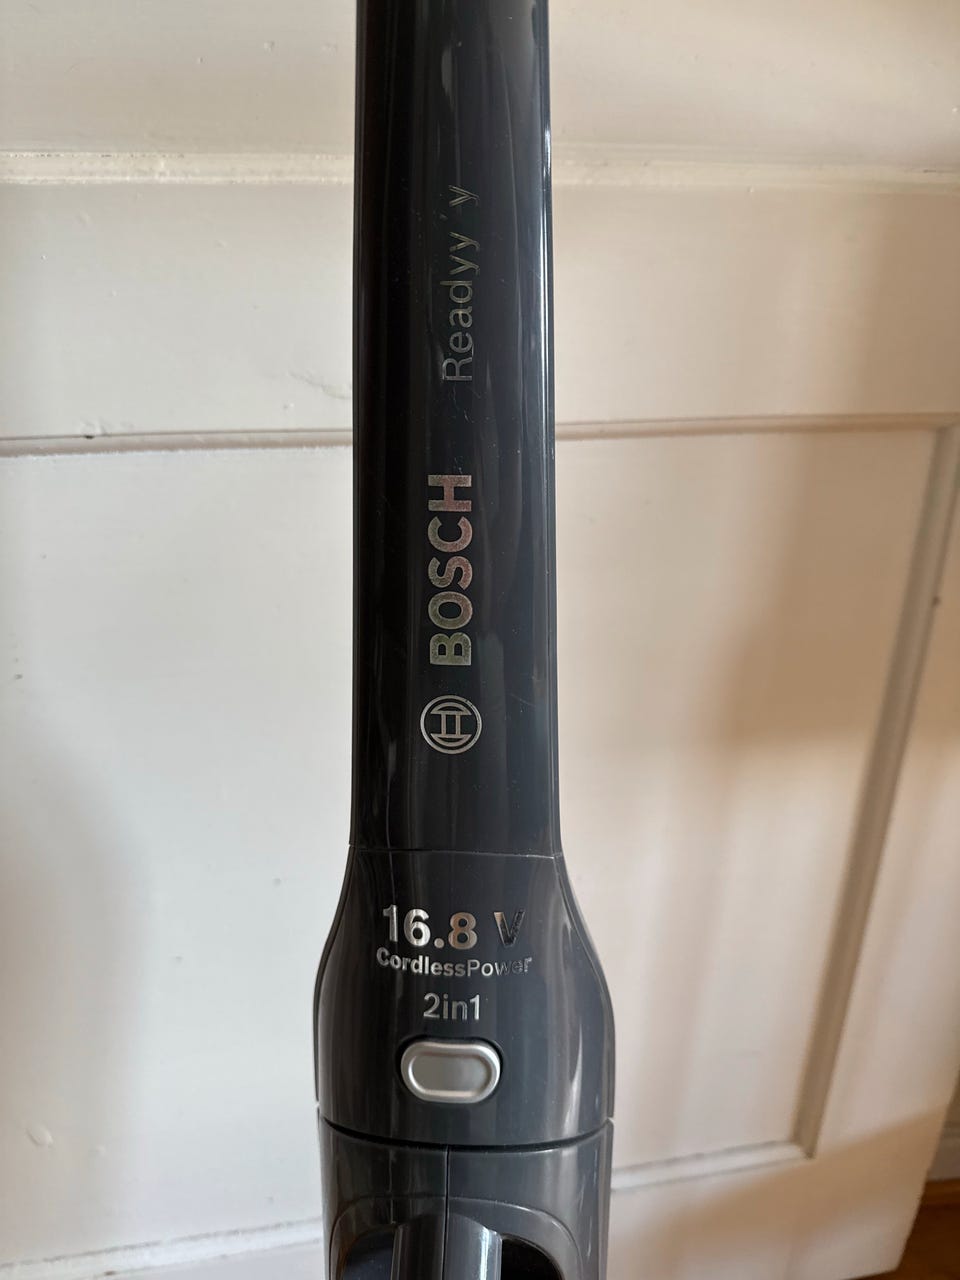 Readyy'y
BOSCH
16.8 V
CordlessPower
2in1